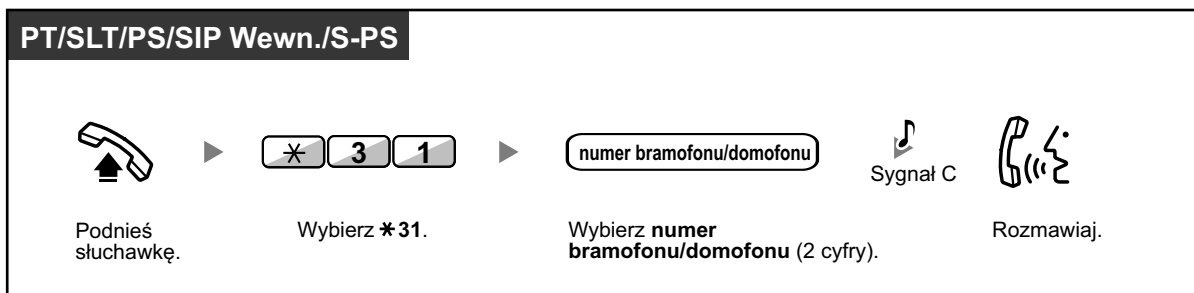 PT/SLT/PS/SIP Wewn./S-PS
* 3 1
numer bramofonu/domofonu
Sygnał C
Podnieś
słuchawkę.
Wybierz *31.
Wybierz numer
bramofonu/domofonu (2 cyfry).
Rozmawiaj.